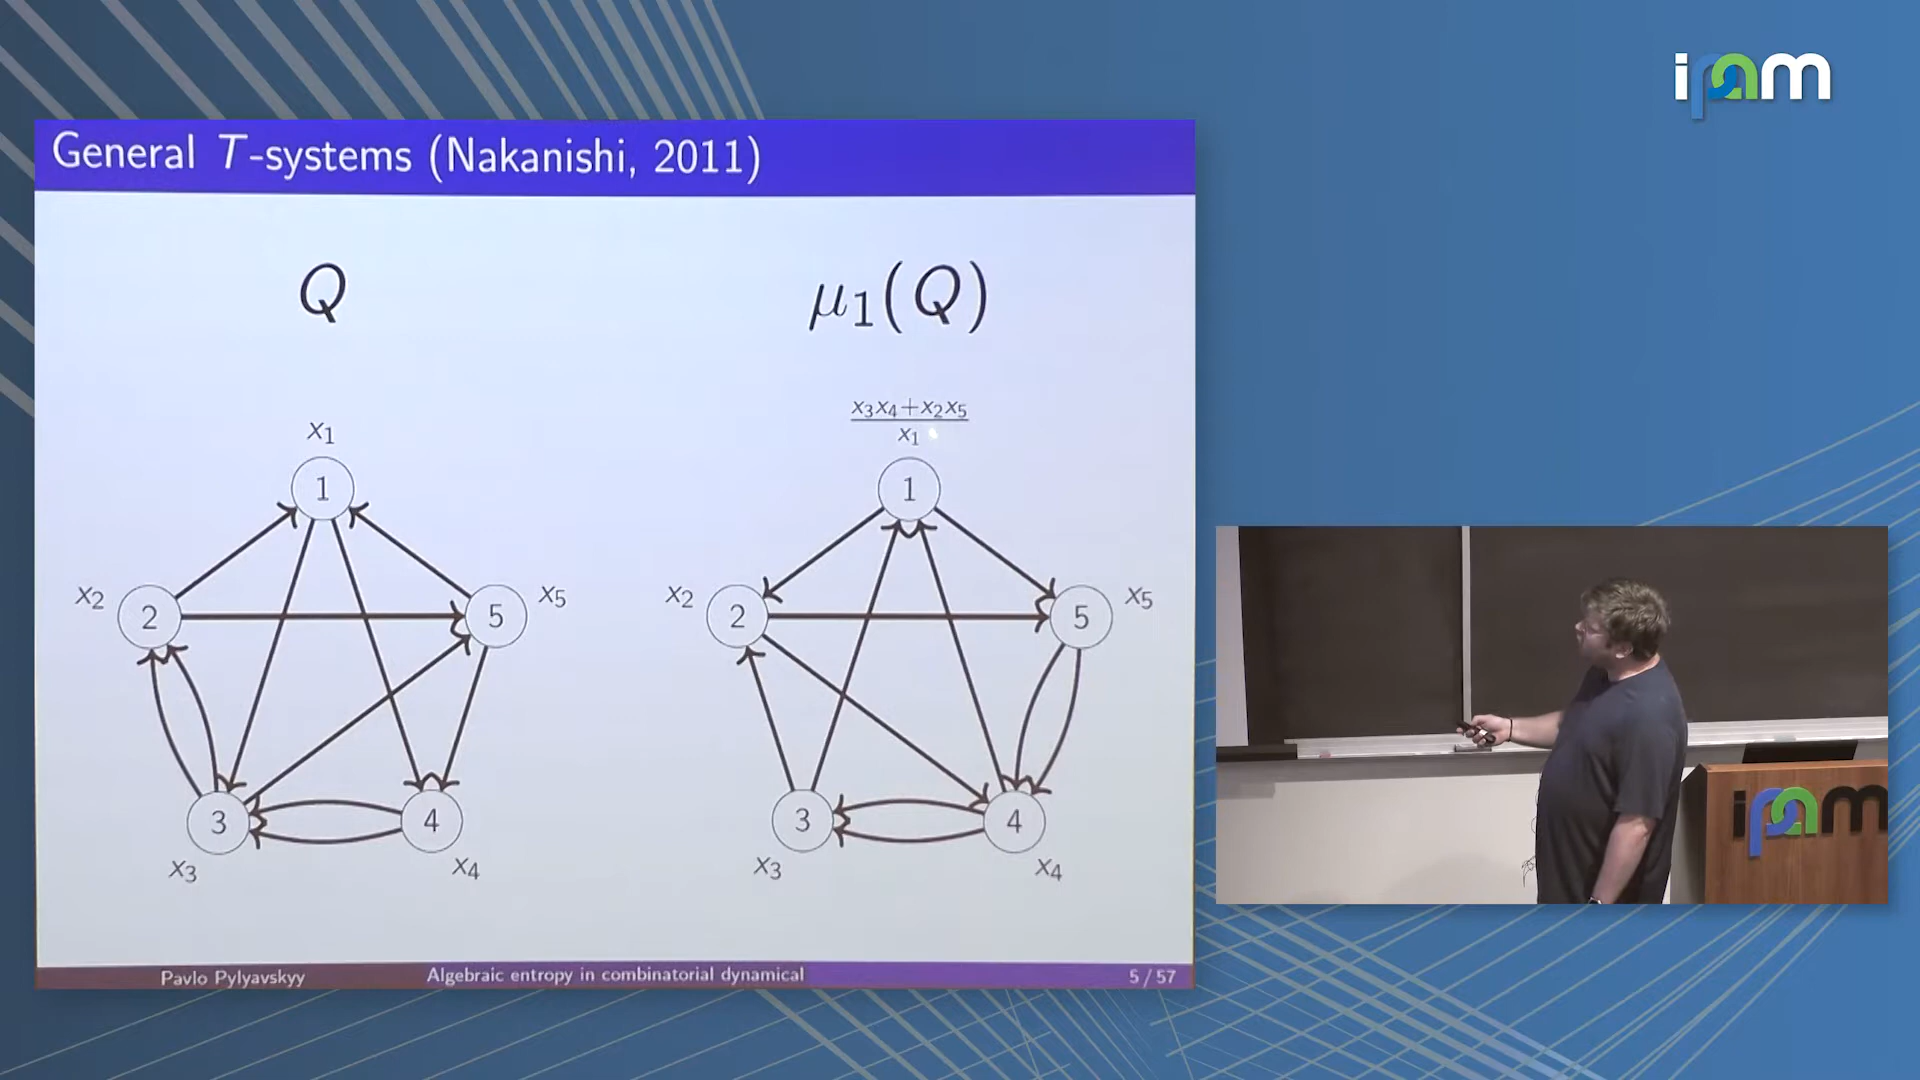 ipam
General T-systems (Nakanishi, 2011)
Q
μ₁(Q)
x₁
x₃x₄+x₂x₅
x₁
1
1
x₂
2
5
x₅
x₂
2
5
x₅
3
4
3
4
x₃
x₄
x₃
x₄
Pavlo Pylyavskyy
Algebraic entropy in combinatorial dynamical
5 / 57
ipam